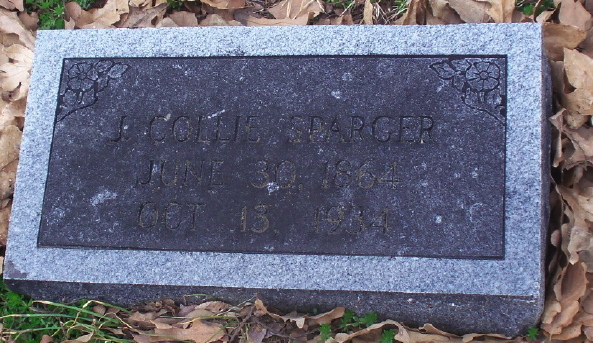 J. COLLIE SPARGER
JUNE 30, 1864
OCT 13, 1934